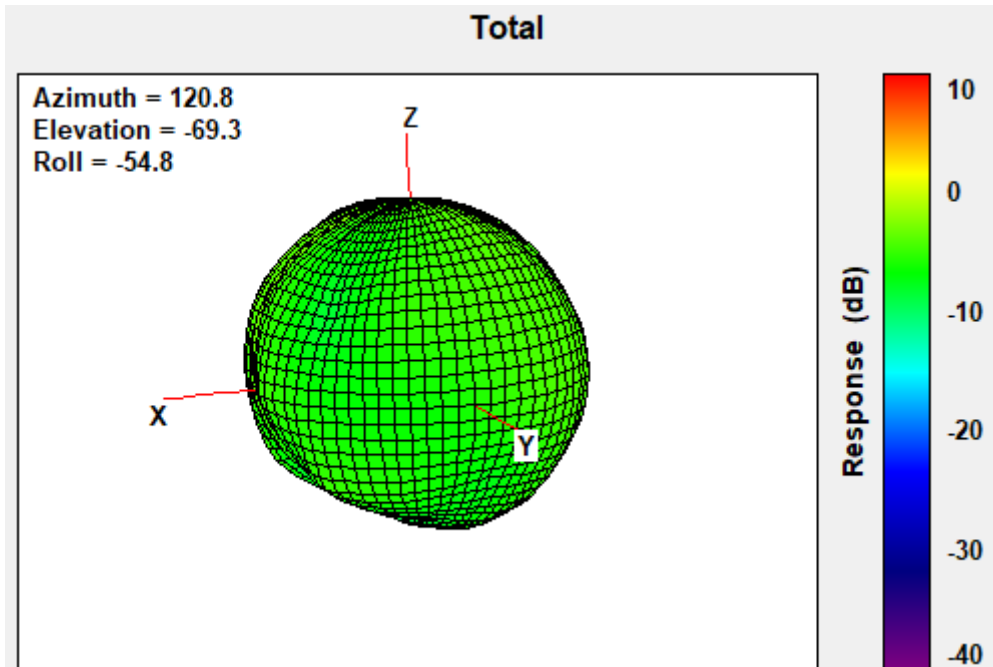 Total
Azimuth = 120.8
Elevation = -69.3
Roll = -54.8
Z
X
Y
10
0
-10
-20
-30
-40
Response (dB)